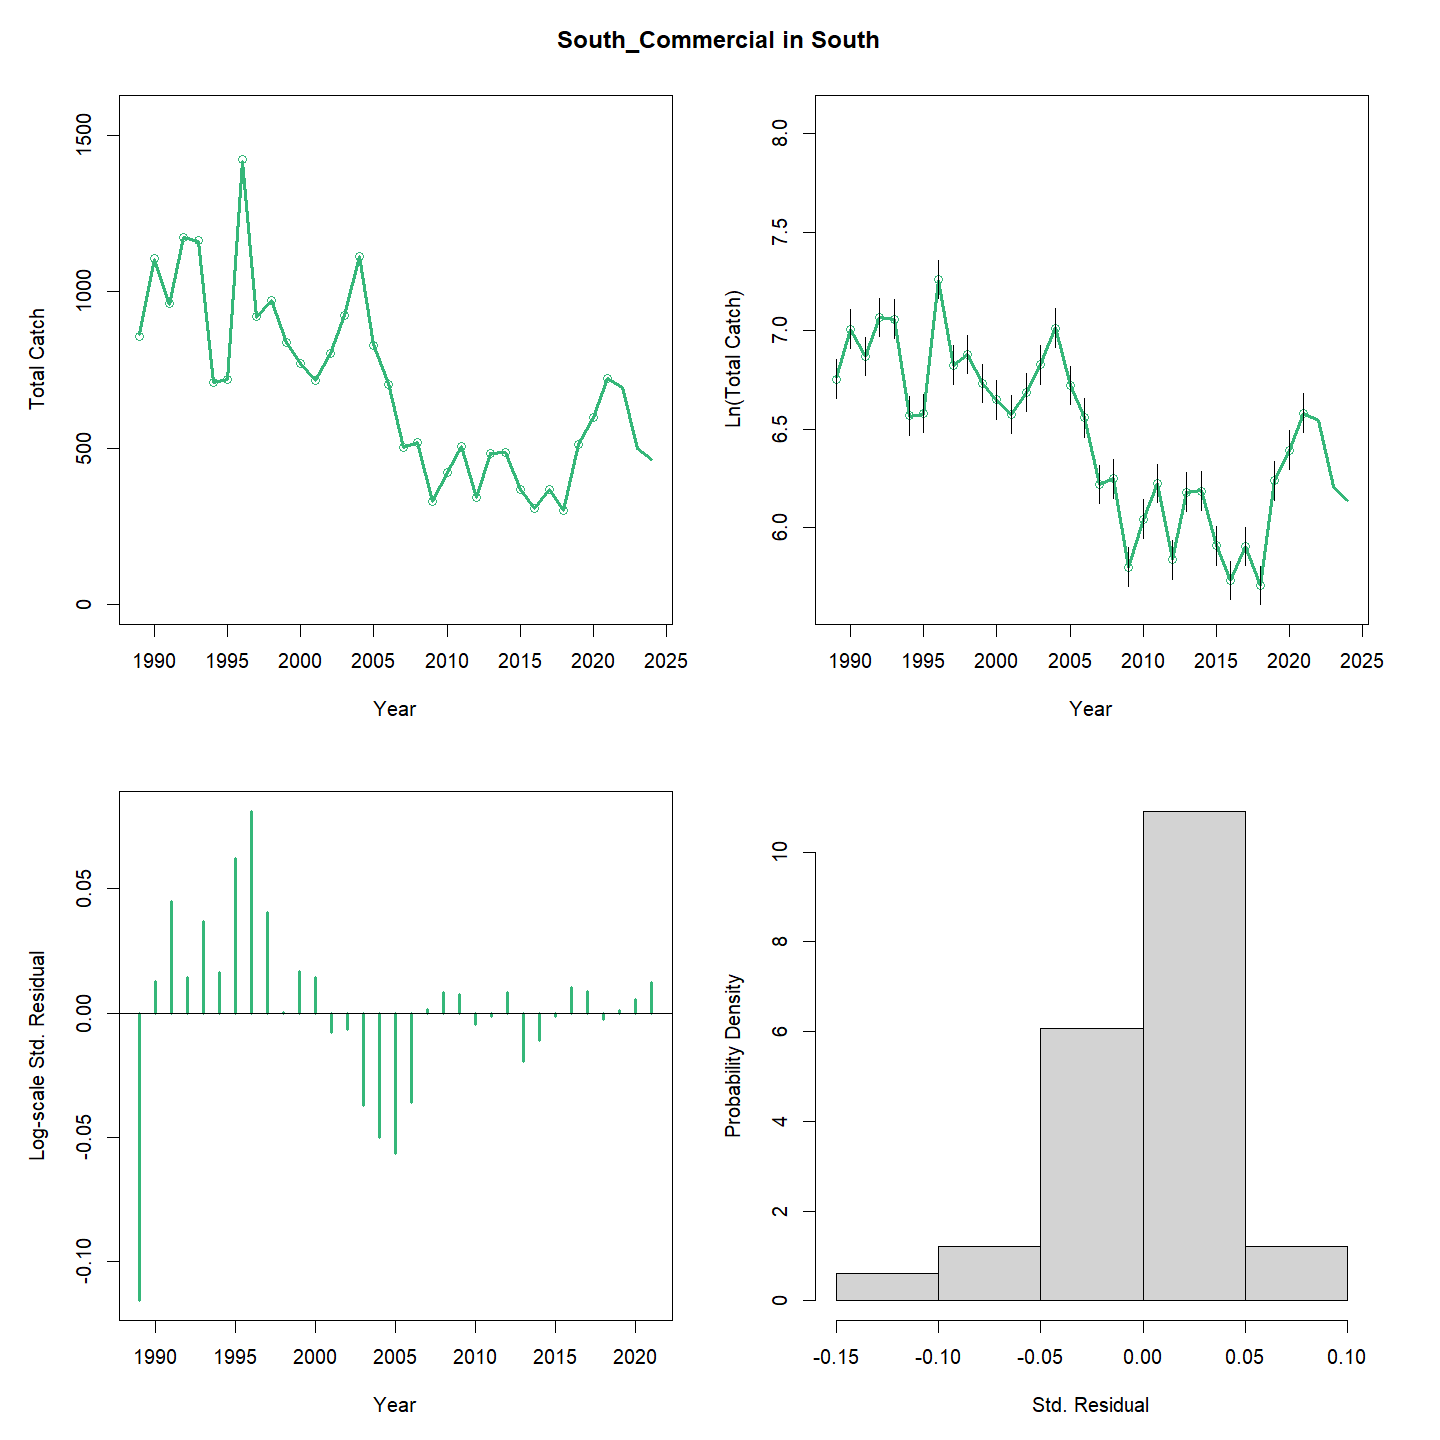 South_Commercial in South
Total Catch
1500
1000
500
0
1990 1995 2000 2005 2010 2015 2020 2025
Year
Ln(Total Catch)
8.0
7.5
7.0
6.5
6.0
1990 1995 2000 2005 2010 2015 2020 2025
Year
Log-scale Std. Residual
0.05
0.00
-0.05
-0.10
1990 1995 2000 2005 2010 2015 2020
Year
Probability Density
10
8
6
4
2
0
-0.15 -0.10 -0.05 0.00 0.05 0.10
Std. Residual